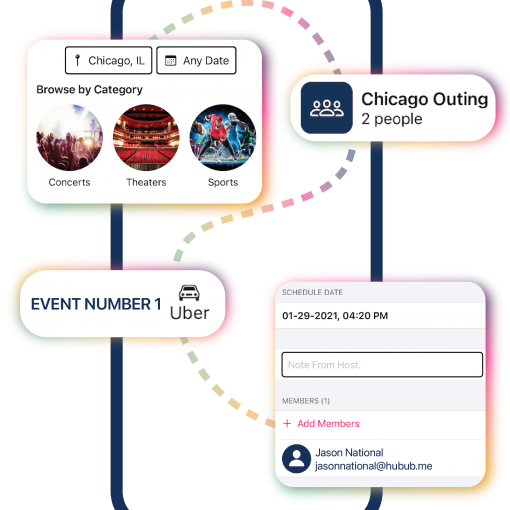 Chicago, IL
Any Date
Browse by Category
Concerts
Theaters
Sports
Chicago Outing
2 people
EVENT NUMBER 1
Uber
SCHEDULE DATE
01-29-2021, 04:20 PM
Note From Host.
MEMBERS (1)
+ Add Members
Jason National
jasonnational@hubub.me